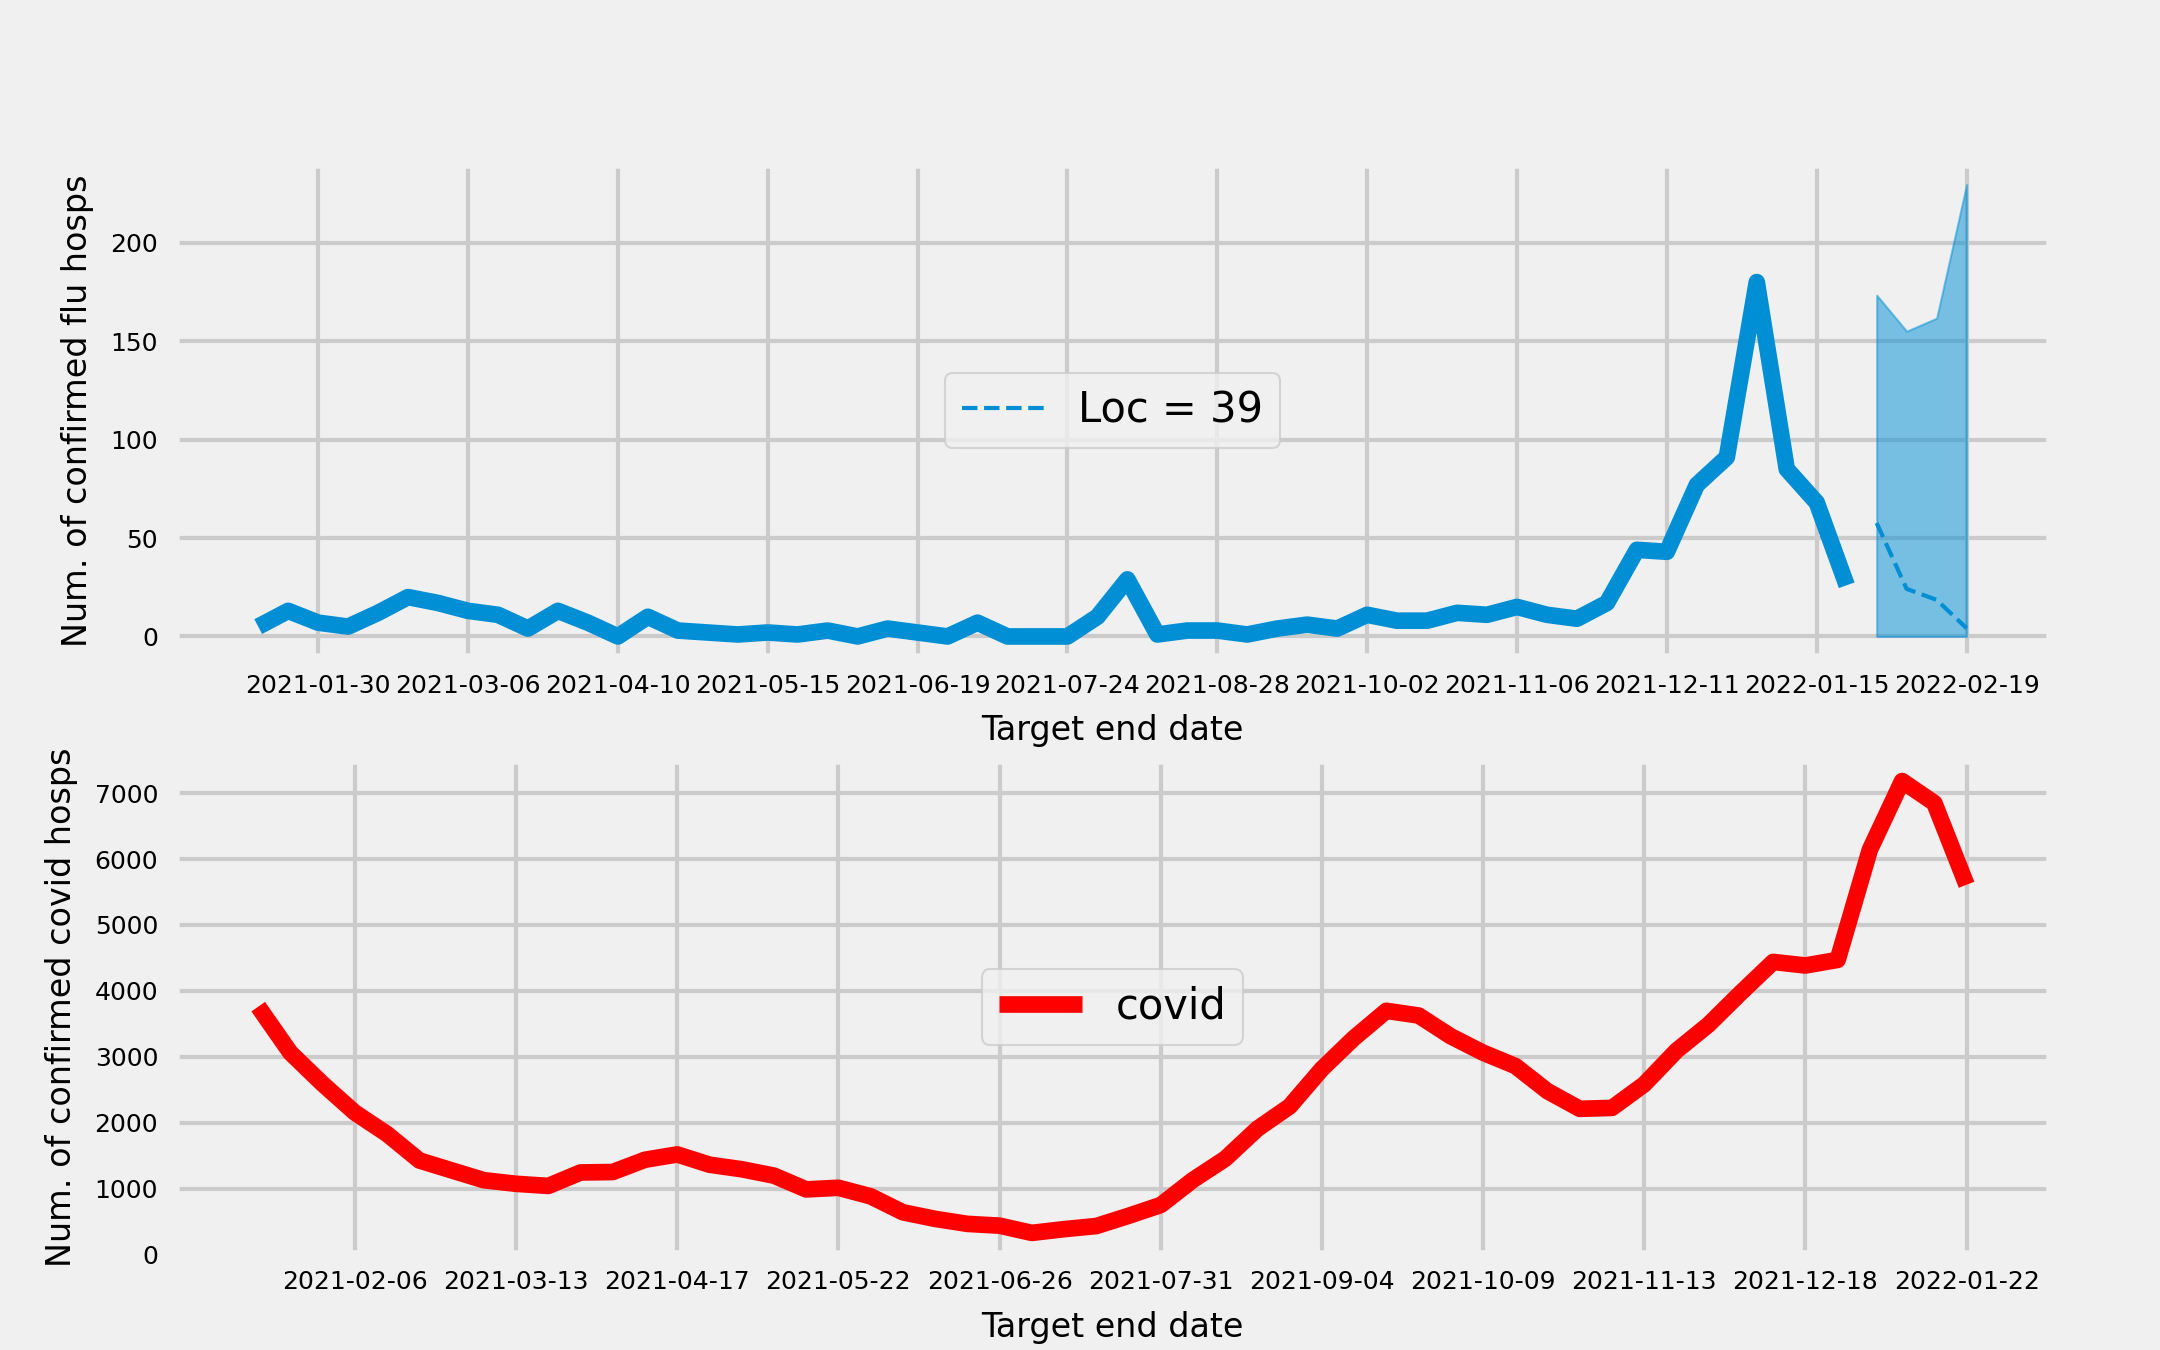 Num. of confirmed flu hosps
200
150
100
50
0
Loc = 39
2021-01-30 2021-03-06 2021-04-10 2021-05-15 2021-06-19 2021-07-24 2021-08-28 2021-10-02 2021-11-06 2021-12-11 2022-01-15 2022-02-19
Target end date
Num. of confirmed covid hosps
7000
6000
5000
4000
3000
2000
1000
0
covid
2021-02-06 2021-03-13 2021-04-17 2021-05-22 2021-06-26 2021-07-31 2021-09-04 2021-10-09 2021-11-13 2021-12-18 2022-01-22
Target end date